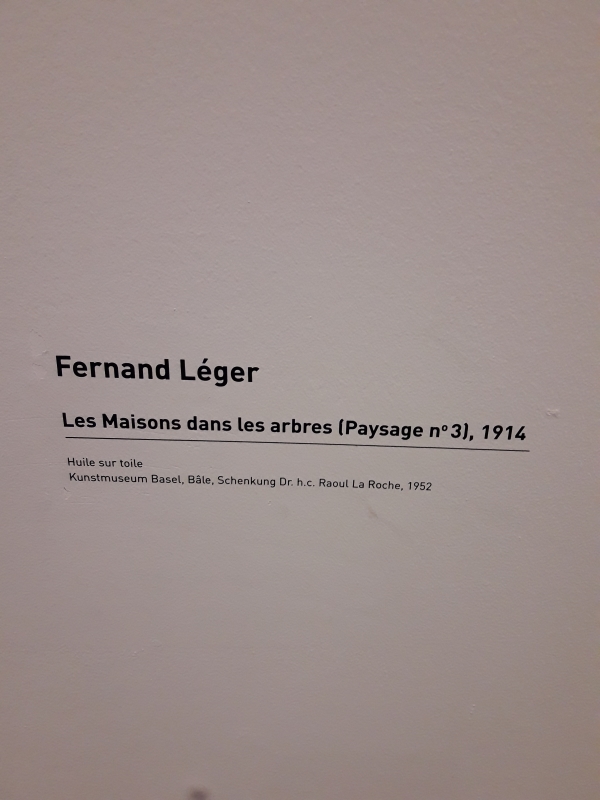 Fernand Léger
Les Maisons dans les arbres (Paysage nº3), 1914
Huile sur toile
Kunstmuseum Basel, Bâle, Schenkung Dr. h.c. Raoul La Roche, 1952